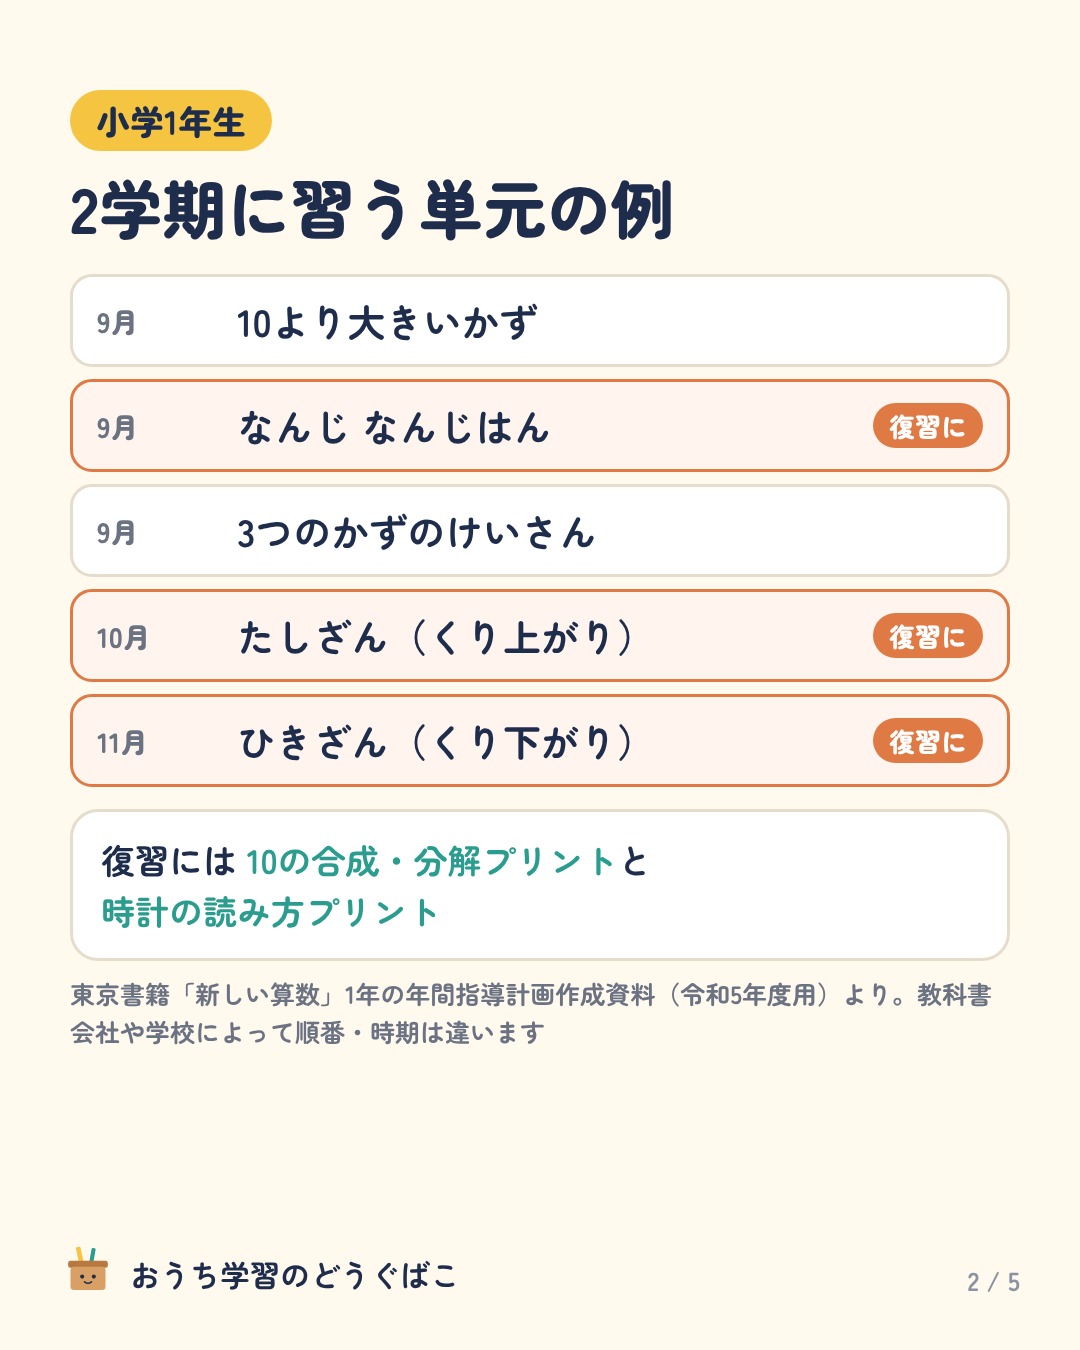 小学1年生
2学期に習う単元の例
9月 10より大きいかず
9月 なんじ なんじはん 復習に
9月 3つのかずのけいさん
10月 たしざん（くり上がり） 復習に
11月 ひきざん（くり下がり） 復習に
復習には 10の合成・分解プリントと
時計の読み方プリント
東京書籍「新しい算数」1年の年間指導計画作成資料（令和5年度用）より。教科書
会社や学校によって順番・時期は違います
おうち学習のどうぐばこ
2 / 5